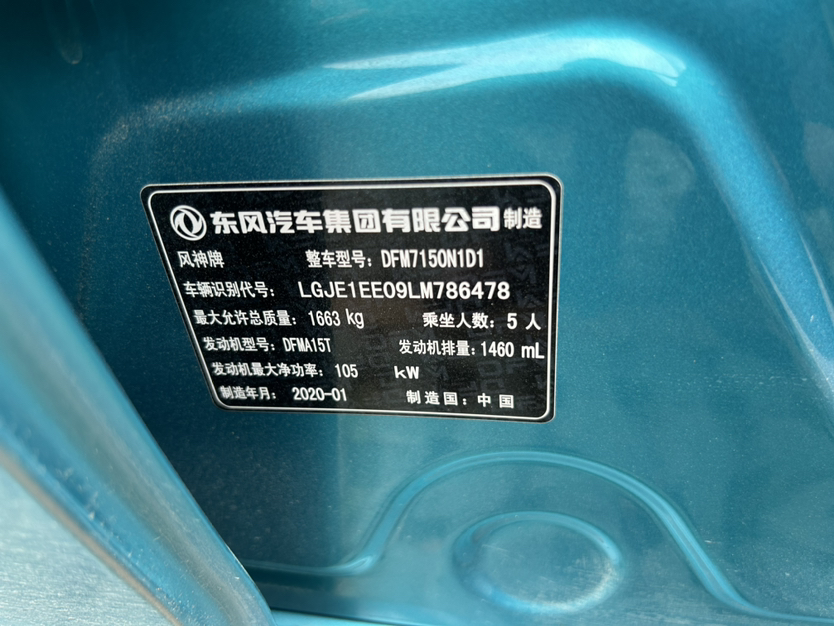 东风汽车集团有限公司制造
风神牌 整车型号: DFM7150N1D1
车辆识别代号: LGJE1EE09LM786478
最大允许总质量: 1663 kg 乘坐人数: 5 人
发动机型号: DFMA15T 发动机排量: 1460 mL
发动机最大净功率: 105 kW
制造年月: 2020-01 制造国: 中国